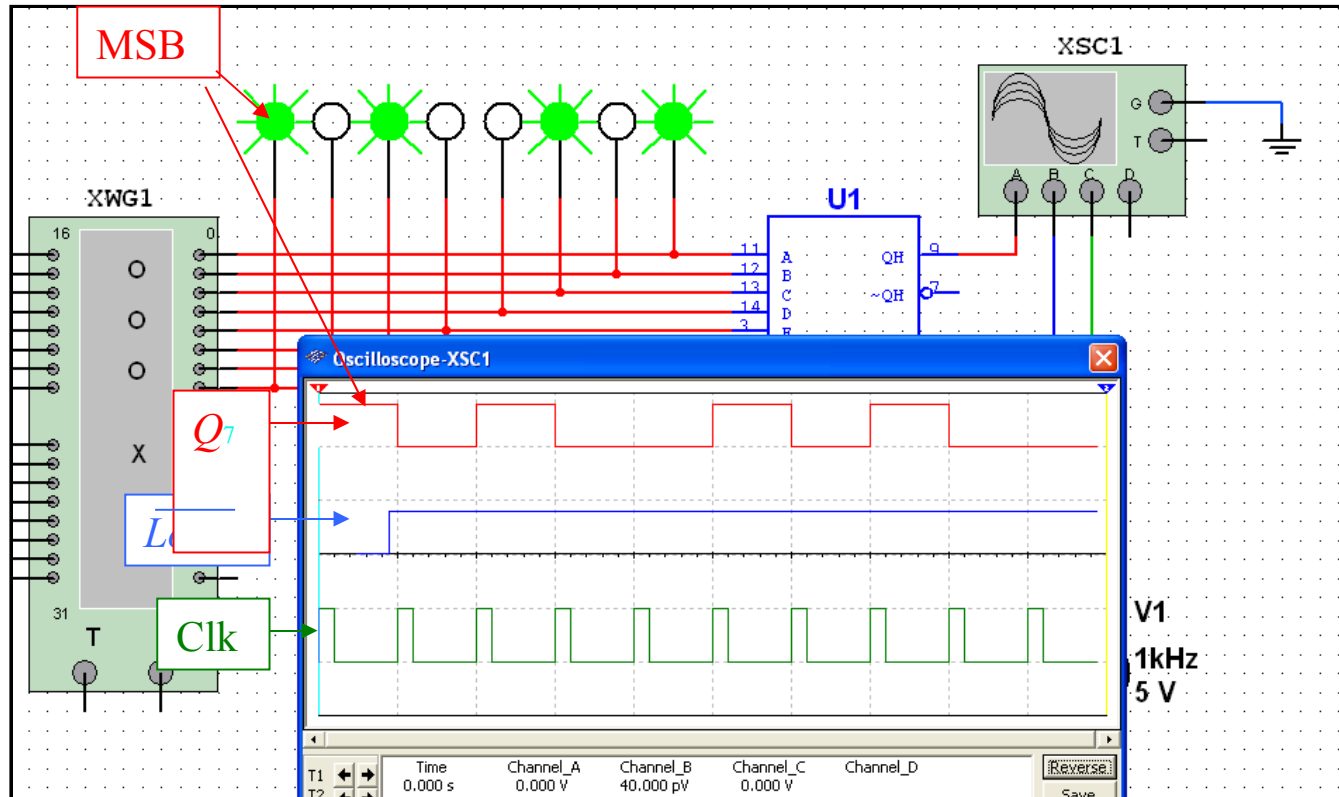 MSB
XSC1
G
T
A B C D
XWG1
U1
16 0
O
O
O
X
31
T
11 A QH 9
12 B
13 C ~QH 7
14 D
3
Oscilloscope-XSC1
1 2
Q7
L
Clk
V1
1kHz
5 V
T1
T2
Time Channel_A Channel_B Channel_C Channel_D
0.000 s 0.000 V 40.000 pV 0.000 V
Reverse
Save